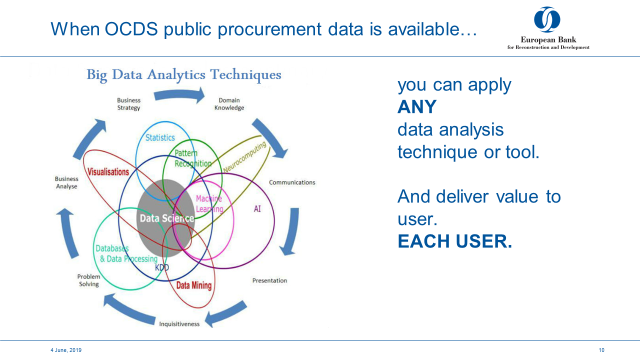 When OCDS public procurement data is available…
European Bank
for Reconstruction and Development
Big Data Analytics Techniques
Business
Strategy
Domain
Knowledge
Statistics
Pattern
Recognition
Neurocomputing
Visualisations
Business
Analyse
Communications
Machine
Learning
AI
Data Science
Databases
& Data Processing
KDD
Problem
Solving
Data Mining
Presentation
Inquisitiveness
you can apply
ANY
data analysis
technique or tool.
And deliver value to
user.
EACH USER.
4 June, 2019
10